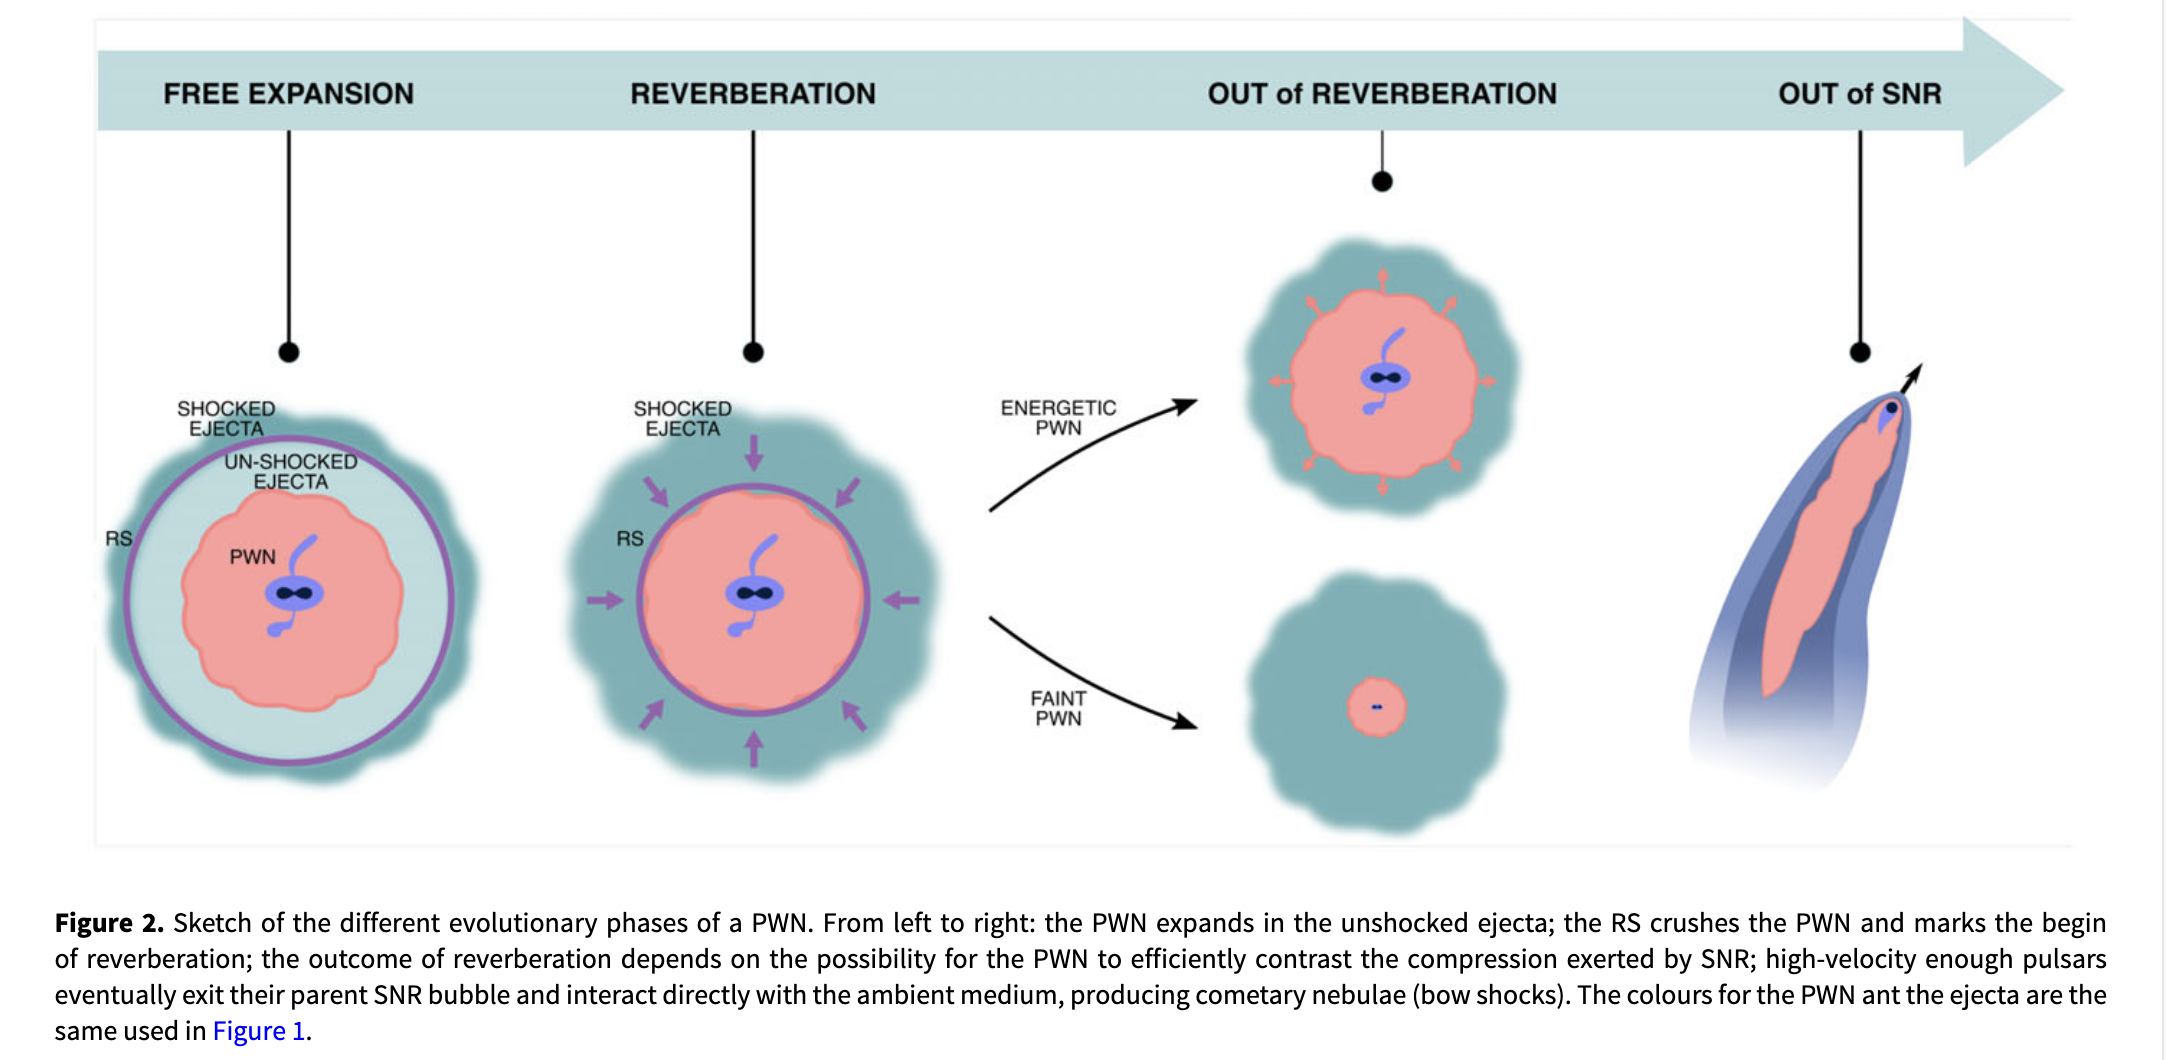 FREE EXPANSION
REVERBERATION
OUT of REVERBERATION
OUT of SNR
SHOCKED
EJECTA
UN-SHOCKED
EJECTA
RS
PWN
SHOCKED
EJECTA
RS
ENERGETIC
PWN
FAINT
PWN
Figure 2. Sketch of the different evolutionary phases of a PWN. From left to right: the PWN expands in the unshocked ejecta; the RS crushes the PWN and marks the begin
of reverberation; the outcome of reverberation depends on the possibility for the PWN to efficiently contrast the compression exerted by SNR; high-velocity enough pulsars
eventually exit their parent SNR bubble and interact directly with the ambient medium, producing cometary nebulae (bow shocks). The colours for the PWN ant the ejecta are the
same used in Figure 1.